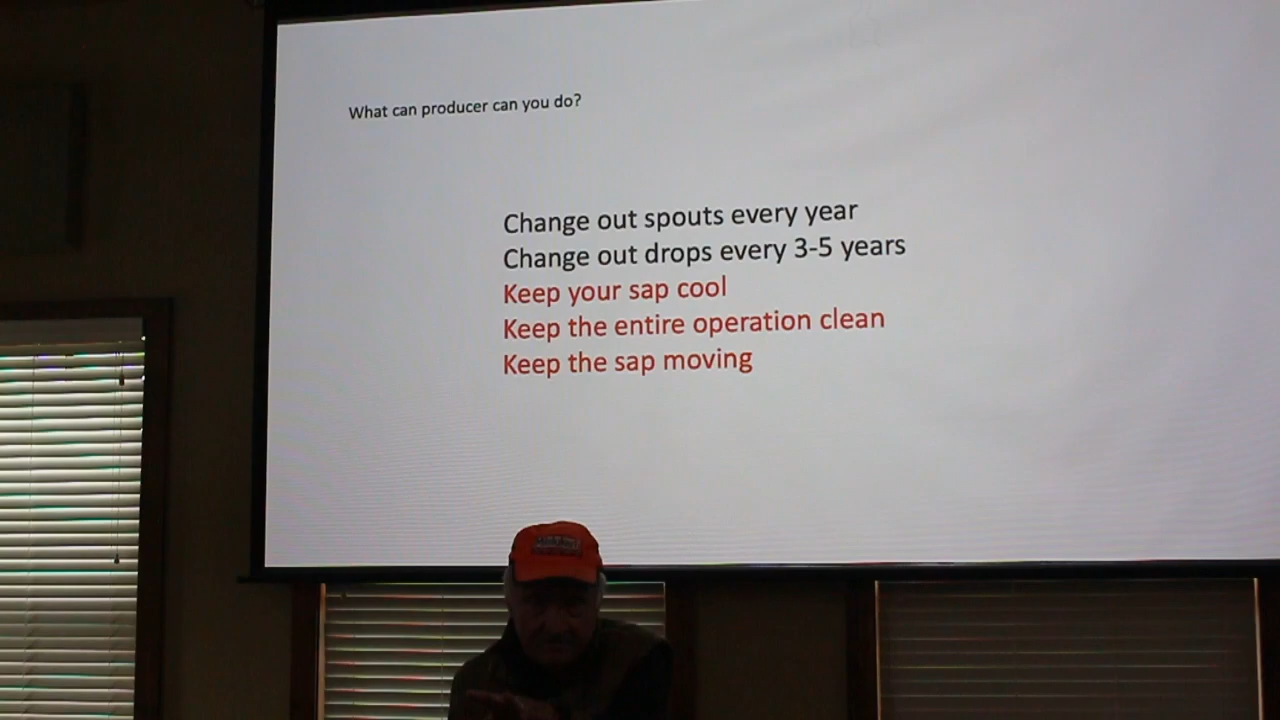 What can producer can you do?
Change out spouts every year
Change out drops every 3-5 years
Keep your sap cool
Keep the entire operation clean
Keep the sap moving